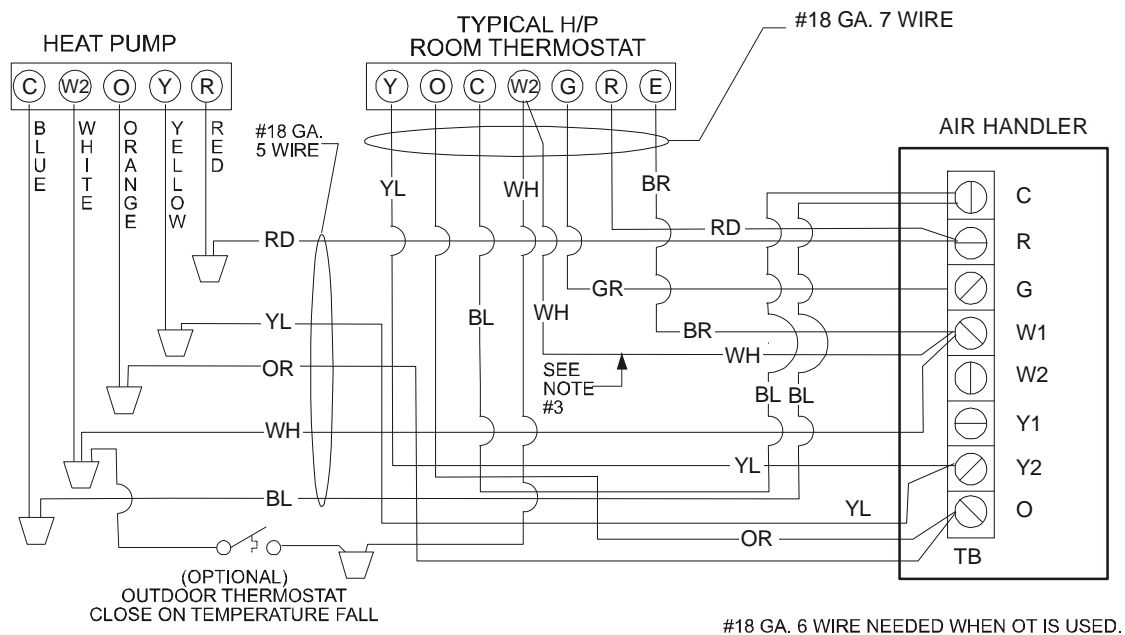 #18 GA. 7 WIRE
TYPICAL H/P
ROOM THERMOSTAT
HEAT PUMP
C W2 O Y R
Y O C W2 G R E
BLUE
WHITE
ORANGE
YELLOW
RED
#18 GA.
5 WIRE
AIR HANDLER
YL
WH
BR
C
RD
RD
R
GR
G
BL
WH
YL
BR
W1
WH
OR
SEE
NOTE
#3
W2
BL BL
Y1
WH
YL
Y2
BL
YL
O
OR
TB
(OPTIONAL)
OUTDOOR THERMOSTAT
CLOSE ON TEMPERATURE FALL
#18 GA. 6 WIRE NEEDED WHEN OT IS USED.